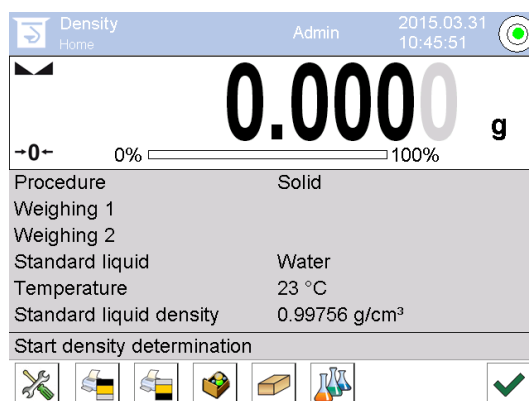 Density
Home
Admin
2015.03.31
10:45:51
0.0000 g
→0←
0% 100%
Procedure Solid
Weighing 1
Weighing 2
Standard liquid Water
Temperature 23 °C
Standard liquid density 0.99756 g/cm³
Start density determination